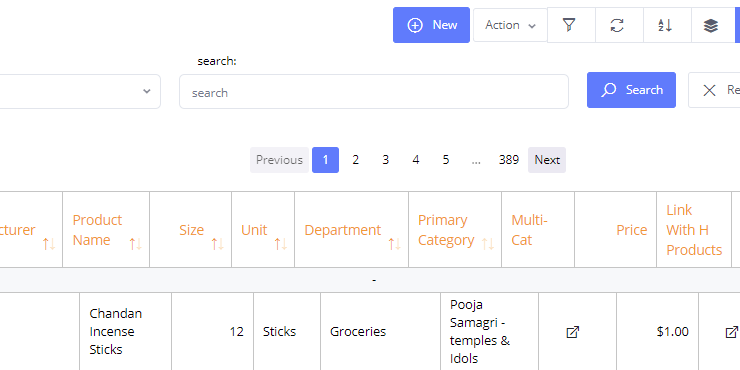 New
Action
search:
search
Search
Re
Previous 1 2 3 4 5 ... 389 Next
cturer
Product
Name
Size
Unit
Department
Primary
Category
Multi-
Cat
Price
Link
With H
Products
-
Chandan
Incense
Sticks
12
Sticks
Groceries
Pooja
Samagri -
temples &
Idols
$1.00